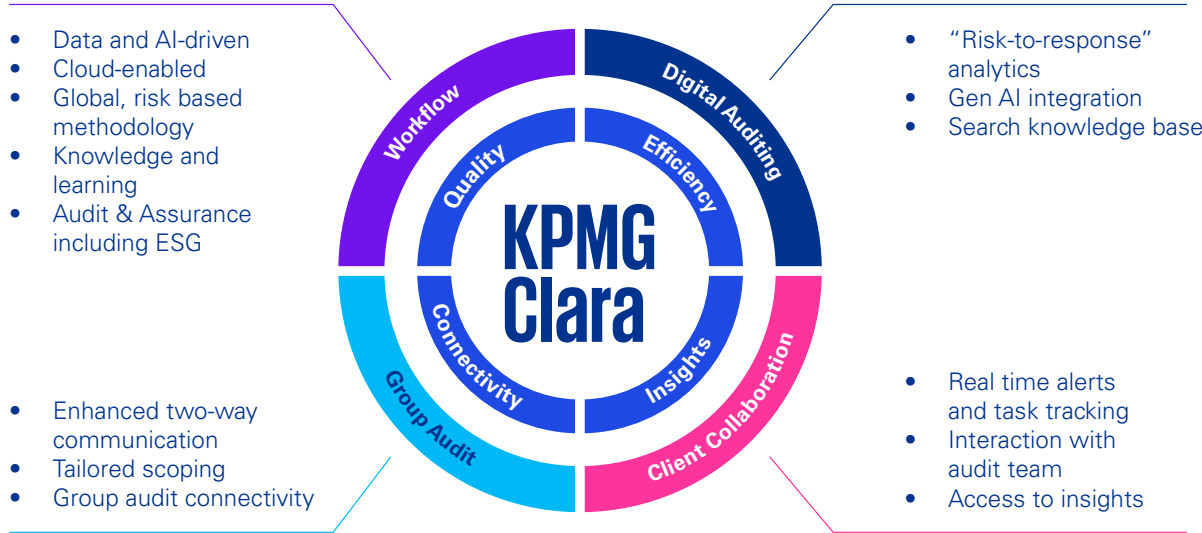 • Data and AI-driven
• Cloud-enabled
• Global, risk based
methodology
• Knowledge and
learning
• Audit & Assurance
including ESG
Workflow
Digital Auditing
• “Risk-to-response”
analytics
• Gen AI integration
• Search knowledge base
Quality
Efficiency
KPMG
Clara
Connectivity
Insights
Group Audit
Client Collaboration
• Enhanced two-way
communication
• Tailored scoping
• Group audit connectivity
• Real time alerts
and task tracking
• Interaction with
audit team
• Access to insights